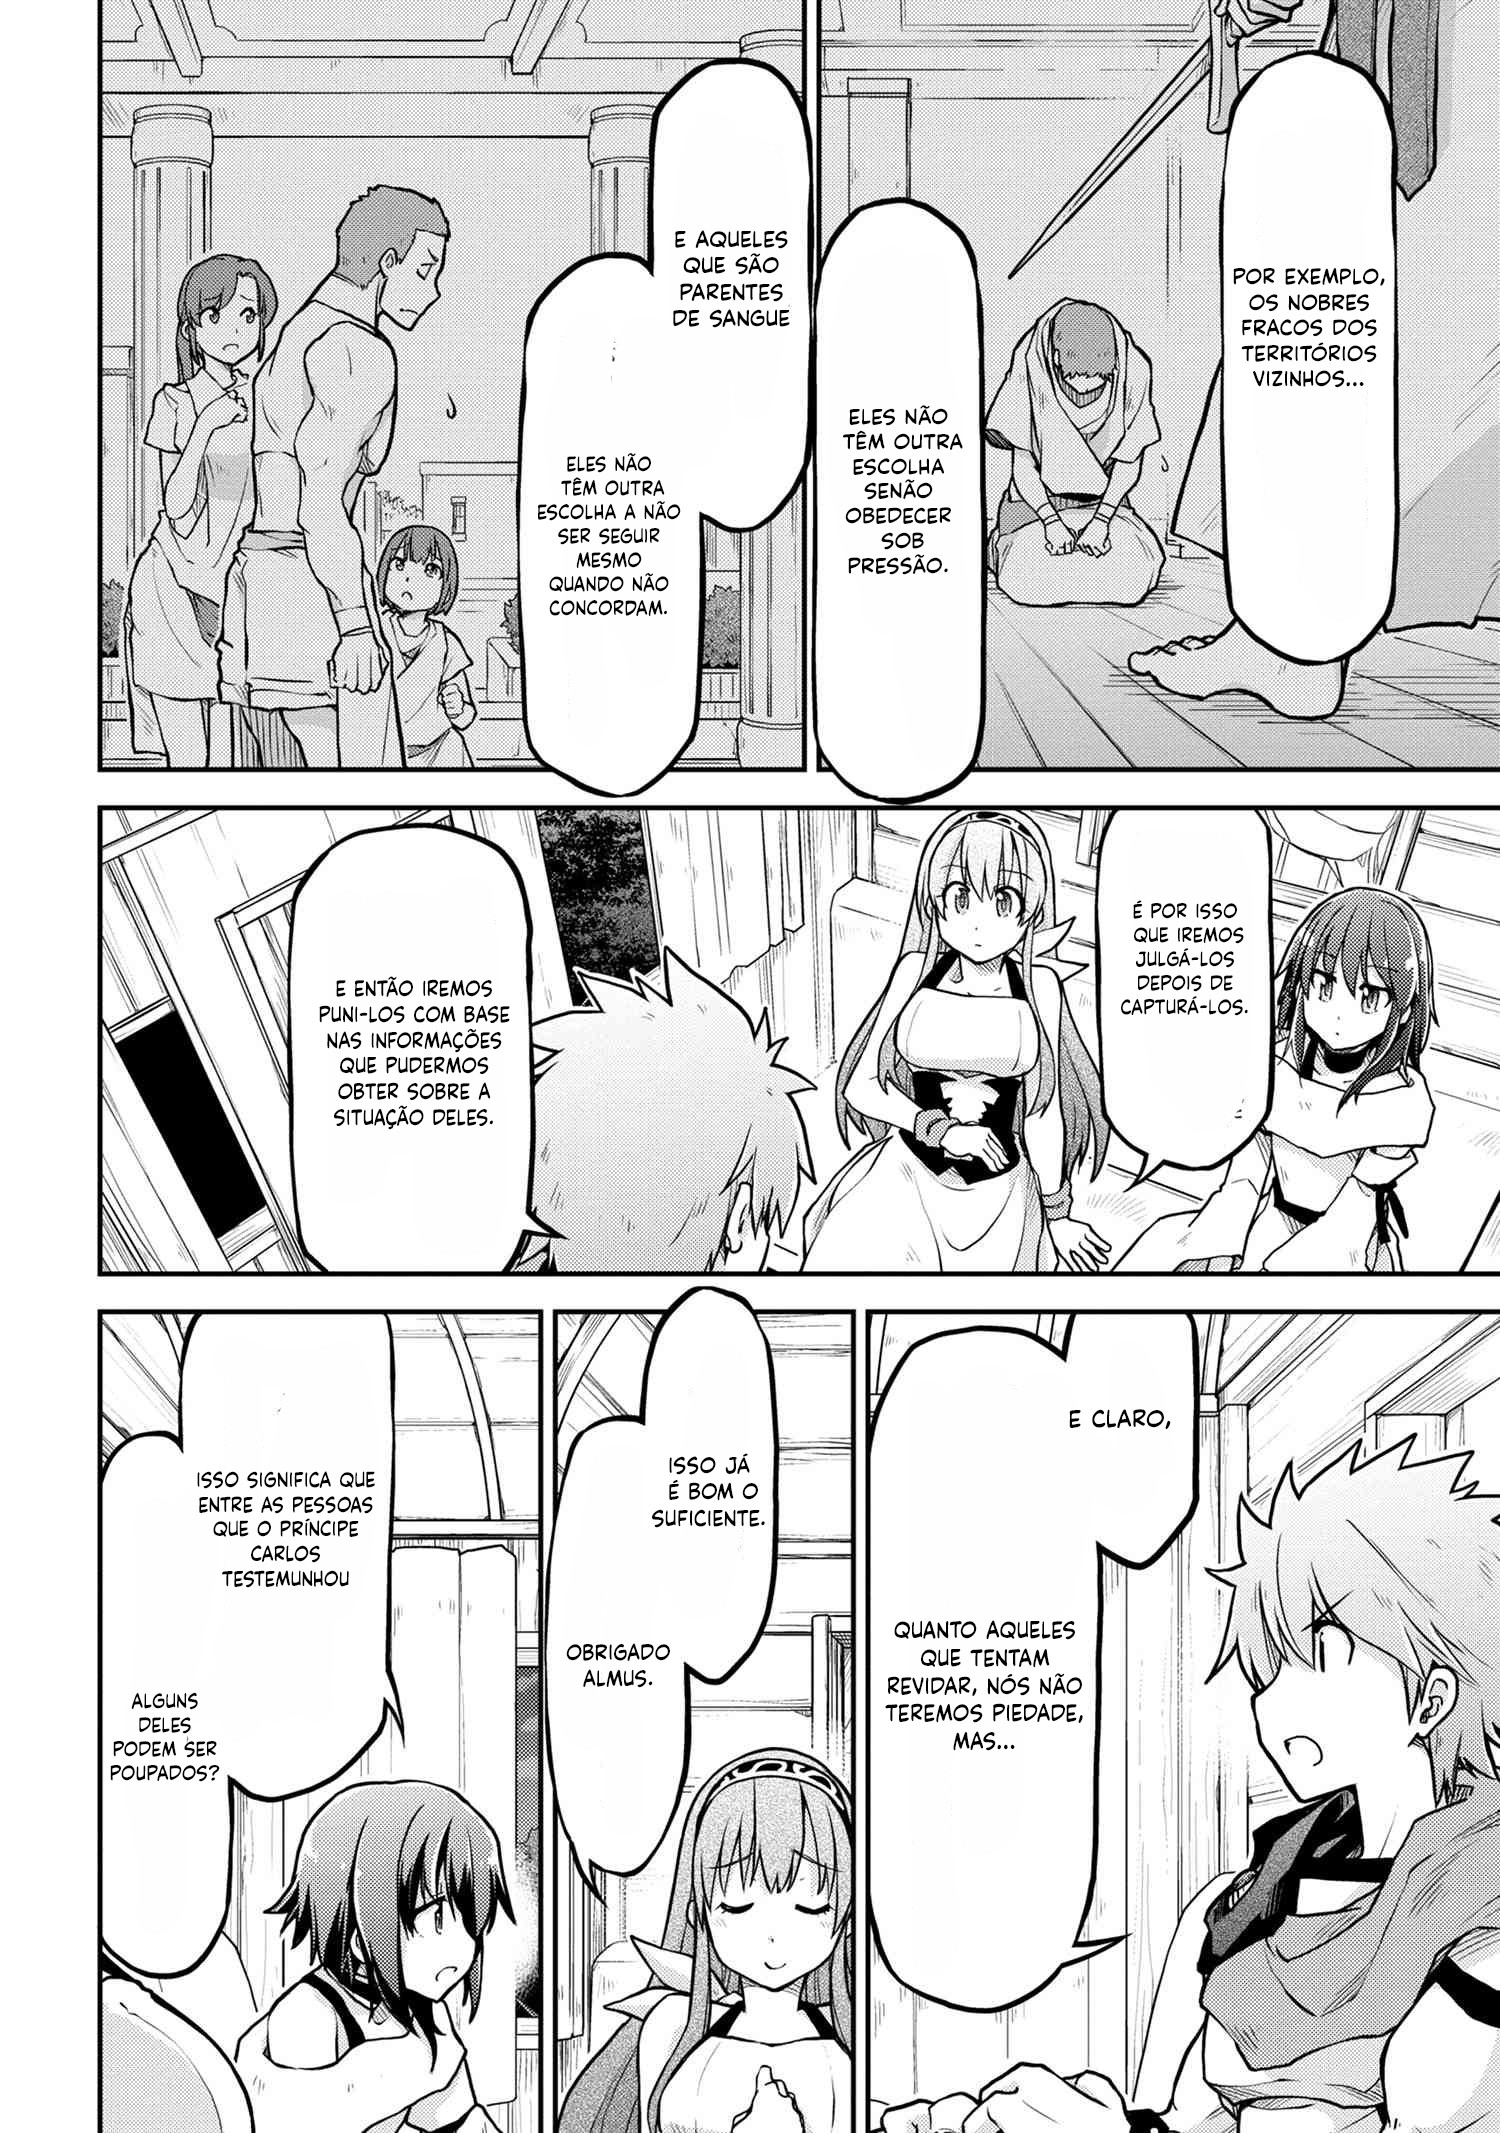 POR EXEMPLO,
OS NOBRES
FRACOS DOS
TERRITÓRIOS
VIZINHOS...
ELES NÃO
TÊM OUTRA
ESCOLHA
SENÃO
OBEDECER
SOB
PRESSÃO.
E AQUELES
QUE SÃO
PARENTES
DE SANGUE
ELES NÃO
TÊM OUTRA
ESCOLHA A NÃO
SER SEGUIR
MESMO
QUANDO NÃO
CONCORDAM.
É POR ISSO
QUE IREMOS
JULGÁ-LOS
DEPOIS DE
CAPTURÁ-LOS.
E ENTÃO IREMOS
PUNI-LOS COM BASE
NAS INFORMAÇÕES
QUE PUDERMOS
OBTER SOBRE A
SITUAÇÃO DELES.
E CLARO,
QUANTO AQUELES
QUE TENTAM
REVIDAR, NÓS NÃO
TEREMOS PIEDADE,
MAS...
ISSO JÁ
É BOM O
SUFICIENTE.
OBRIGADO
ALMUS.
ISSO SIGNIFICA QUE
ENTRE AS PESSOAS
QUE O PRÍNCIPE
CARLOS
TESTEMUNHOU
ALGUNS
DELES
PODEM SER
POUPADOS?